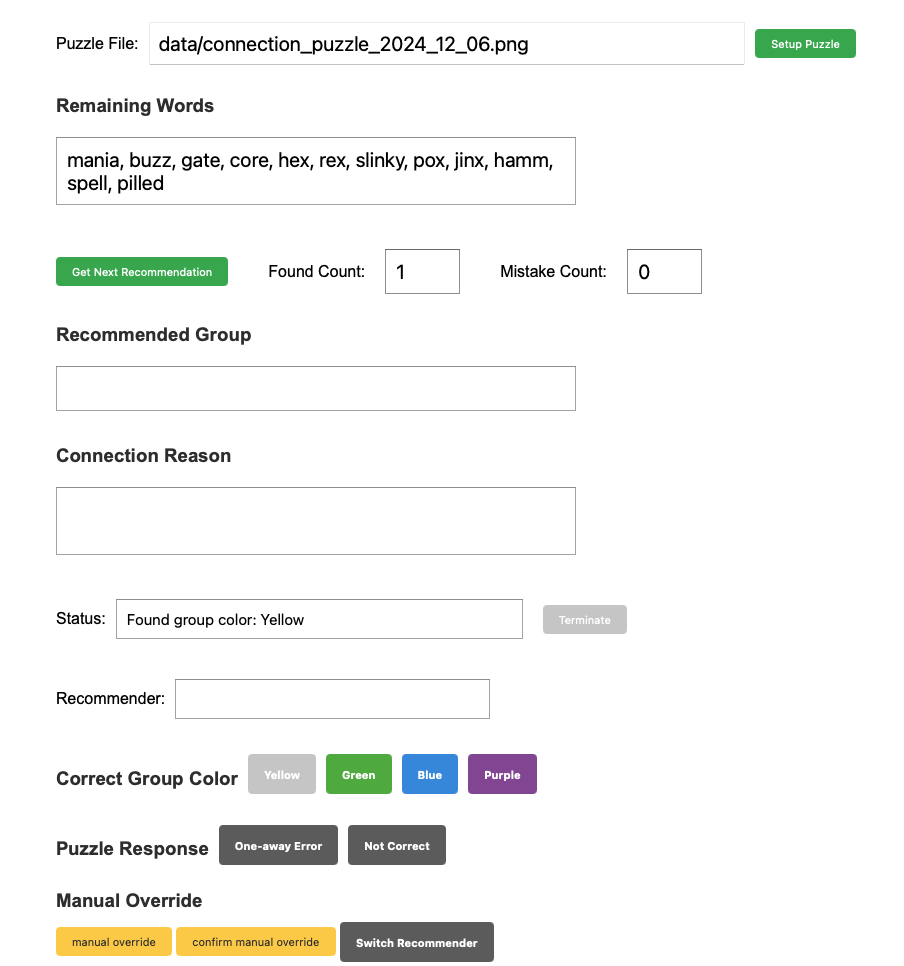 Puzzle File: data/connection_puzzle_2024_12_06.png Setup Puzzle
Remaining Words
mania, buzz, gate, core, hex, rex, slinky, pox, jinx, hamm,
spell, pilled
Get Next Recommendation Found Count: 1 Mistake Count: 0
Recommended Group
Connection Reason
Status: Found group color: Yellow Terminate
Recommender:
Correct Group Color Yellow Green Blue Purple
Puzzle Response One-away Error Not Correct
Manual Override
manual override confirm manual override Switch Recommender